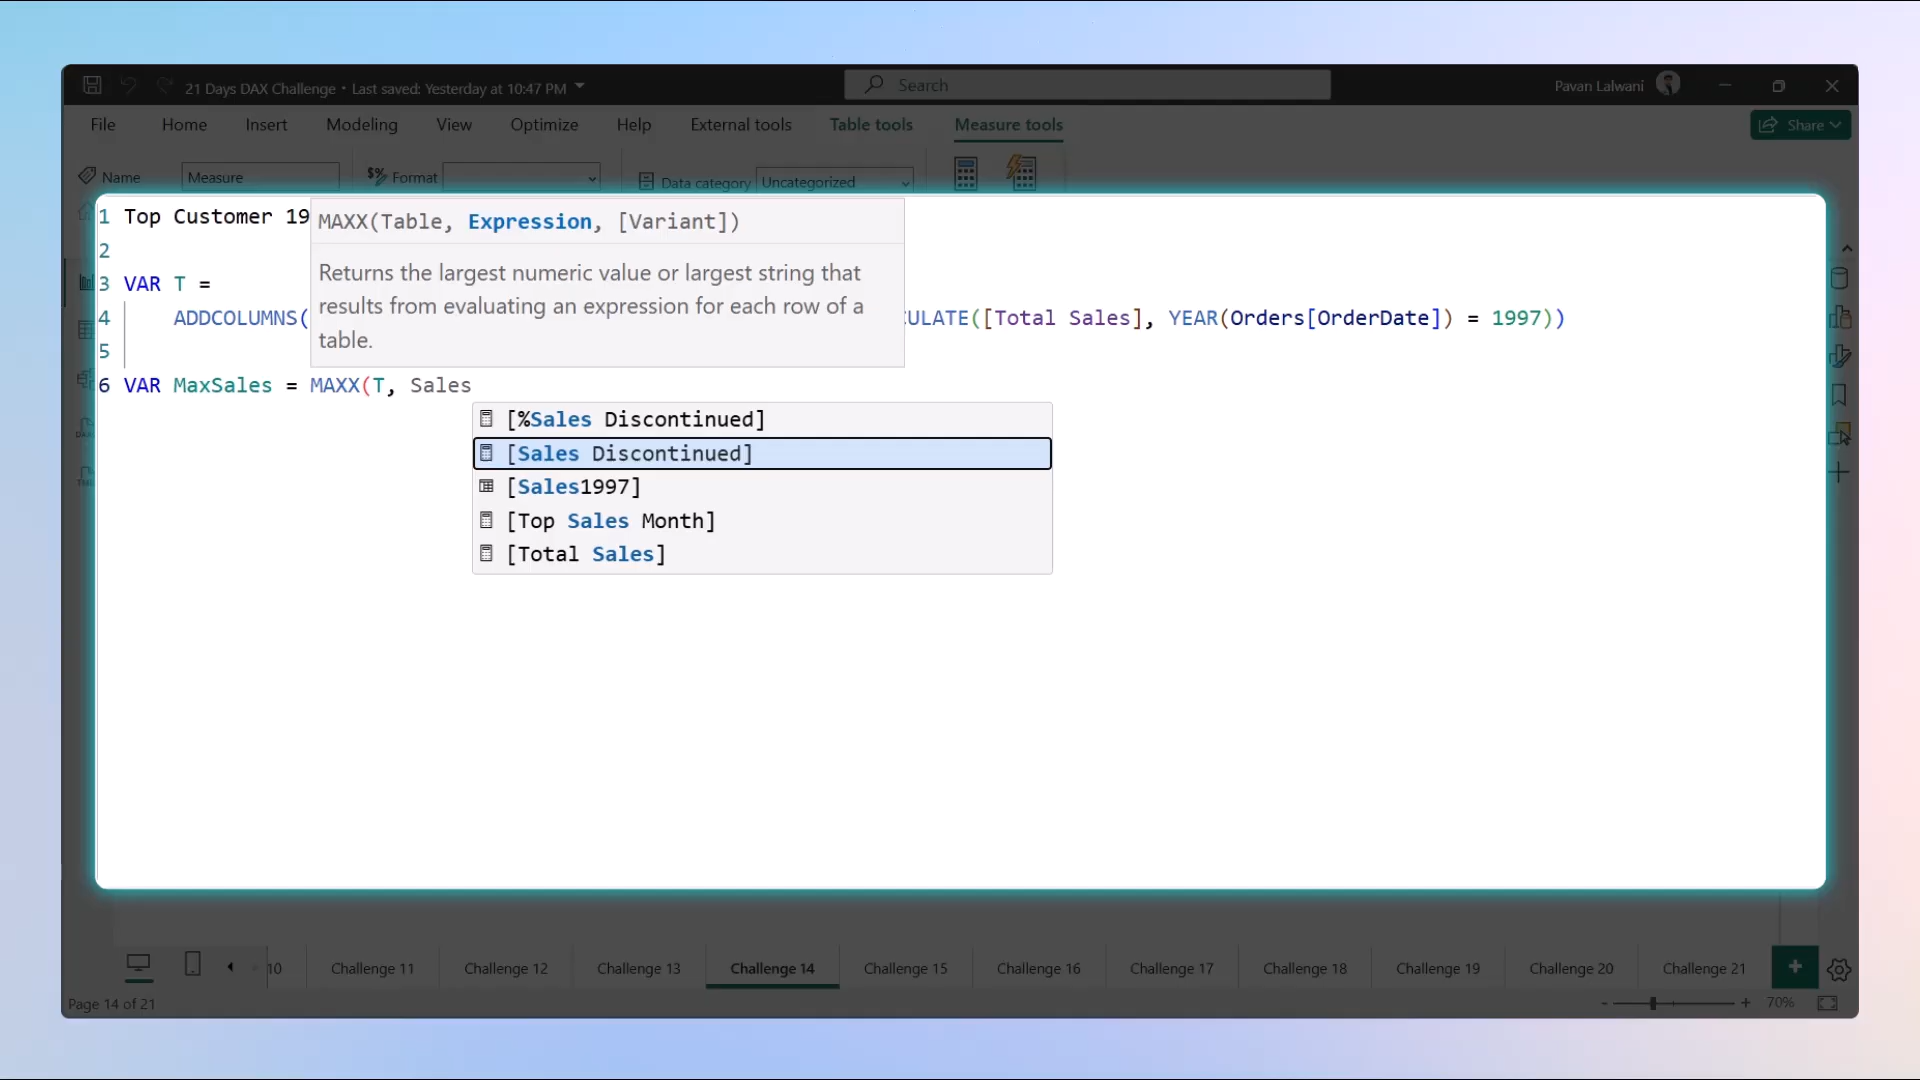 21 Days DAX Challenge • Last saved: Yesterday at 10:47 PM
Search
Pavan Lalwani
File Home Insert Modeling View Optimize Help External tools Table tools Measure tools
Share
Name Measure
Format
Data category Uncategorized
1 Top Customer 19
MAXX(Table, Expression, [Variant])
2
Returns the largest numeric value or largest string that
results from evaluating an expression for each row of a
table.
3 VAR T =
4 ADDCOLUMNS( CULATE([Total Sales], YEAR(Orders[OrderDate]) = 1997))
5
6 VAR MaxSales = MAXX(T, Sales
[%Sales Discontinued]
[Sales Discontinued]
[Sales1997]
[Top Sales Month]
[Total Sales]
10 Challenge 11 Challenge 12 Challenge 13 Challenge 14 Challenge 15 Challenge 16 Challenge 17 Challenge 18 Challenge 19 Challenge 20 Challenge 21 +
Page 14 of 21
- + 70%